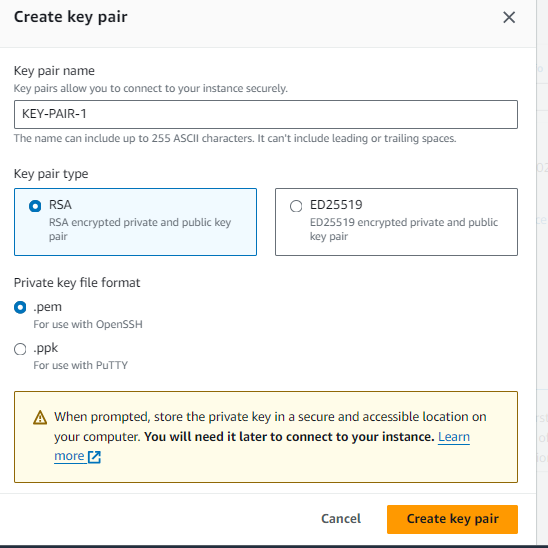 Create key pair
Key pair name
Key pairs allow you to connect to your instance securely.
KEY-PAIR-1
The name can include up to 255 ASCII characters. It can't include leading or trailing spaces.
Key pair type
RSA
RSA encrypted private and public key
pair
ED25519
ED25519 encrypted private and public
key pair
Private key file format
.pem
For use with OpenSSH
.ppk
For use with PuTTY
When prompted, store the private key in a secure and accessible location on
your computer. You will need it later to connect to your instance. Learn
more
Cancel
Create key pair